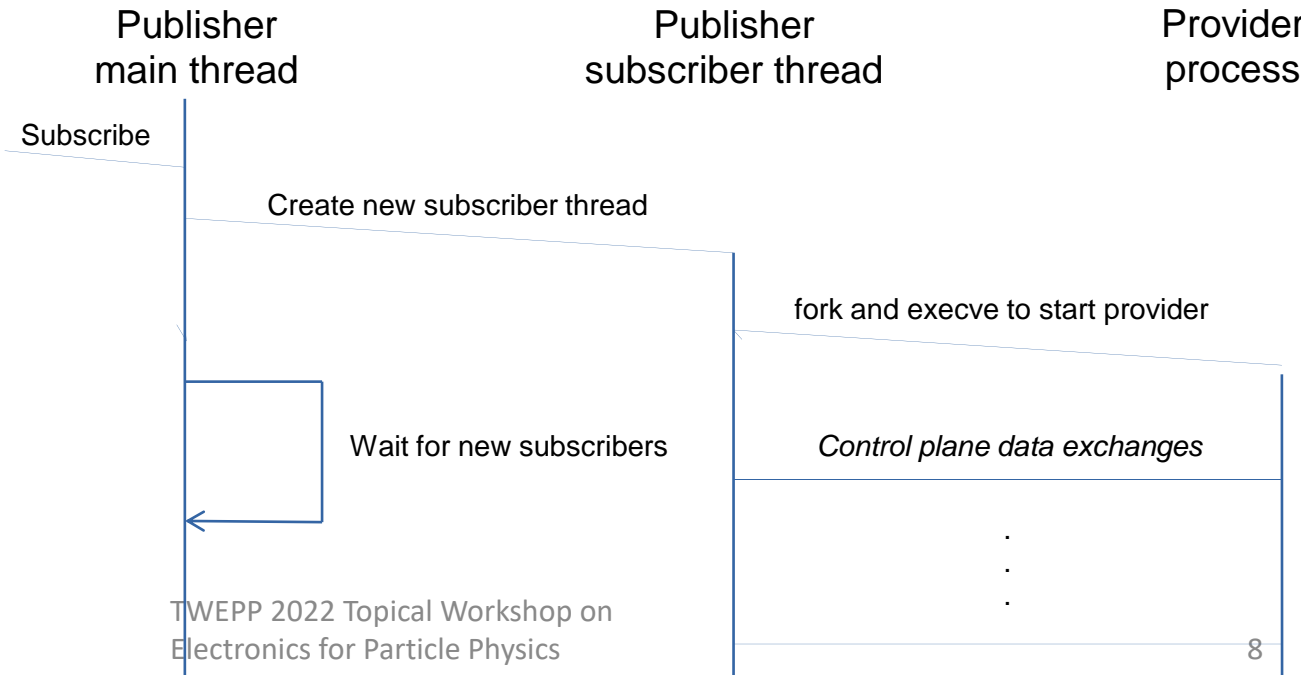 Publisher
main thread
Publisher
subscriber thread
Provider
process
Subscribe
Create new subscriber thread
fork and execve to start provider
Wait for new subscribers
Control plane data exchanges
.
.
.
TWEPP 2022 Topical Workshop on
Electronics for Particle Physics
8